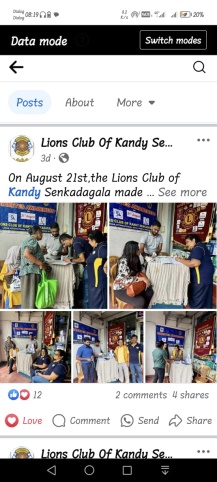 Dialog
Dialog
08:19
20%
Data mode
Switch modes
Posts
About
More
Lions Club Of Kandy Se...
3d
On August 21st,the Lions Club of
Kandy Senkadagala made ... See more
12
2 comments 4 shares
Love
Comment
Send
Share
Lions Club Of Kandy Se...